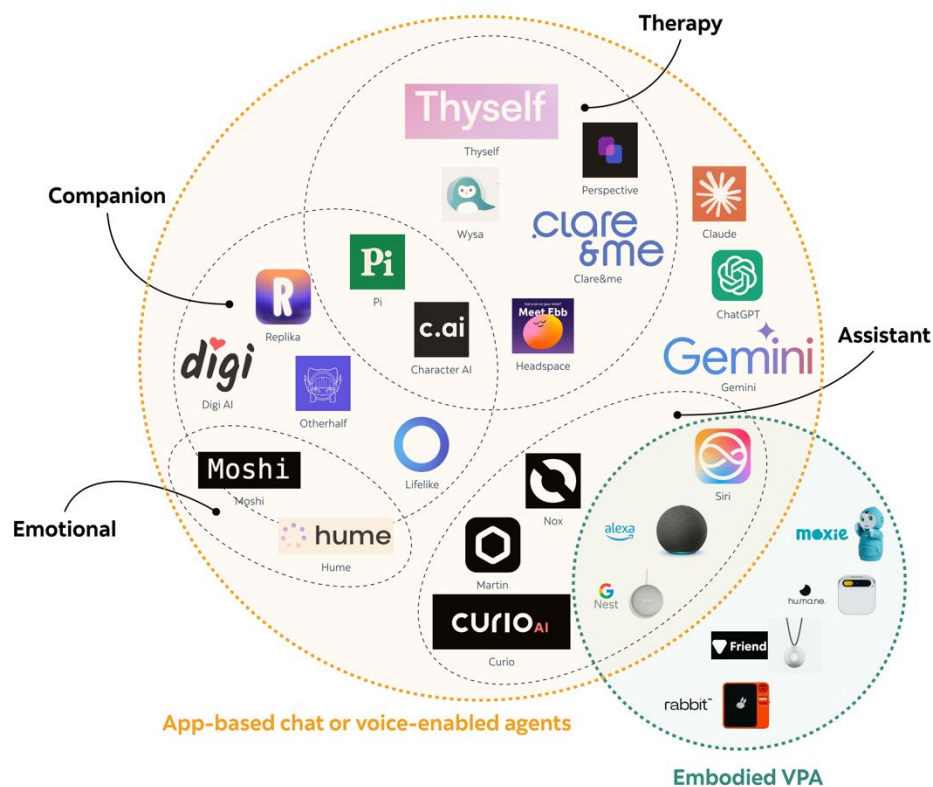 Therapy
Thyself
Thyself
Perspective
Companion
Wysa
Claude
.clare
&me
Clare&me
Pi
Pi
R
Replika
ChatGPT
c.ai
Character AI
Meet Ebb
Headspace
Assistant
Gemini
Gemini
digi
Digi AI
Otherhalf
Lifelike
Moshi
Moshi
Emotional
hume
Hume
Nox
Siri
alexa
moxie
Martin
G
Nest
humane
CURIO AI
Curio
Friend
rabbit™
App-based chat or voice-enabled agents
Embodied VPA